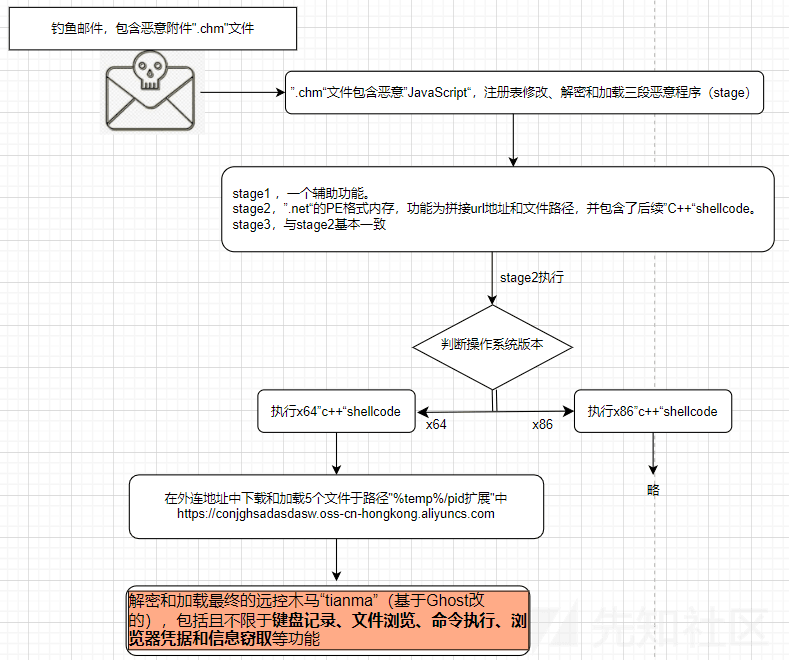 钓鱼邮件，包含恶意附件".chm"文件
".chm“文件包含恶意”JavaScript“，注册表修改、解密和加载三段恶意程序（stage）
stage1 ，一个辅助功能。
stage2，”.net“的PE格式内存，功能为拼接url地址和文件路径，并包含了后续”C++“shellcode。
stage3，与stage2基本一致
stage2执行
判断操作系统版本
执行x64”c++“shellcode
x64
x86
执行x86”c++“shellcode
在外连地址中下载和加载5个文件于路径”%temp%/pid扩展”中
https://conjghsadasdasw.oss-cn-hongkong.aliyuncs.com
略
解密和加载最终的远控木马“tianma”（基于Ghost改
的），包括且不限于键盘记录、文件浏览、命令执行、浏
览器凭据和信息窃取等功能
先知社区